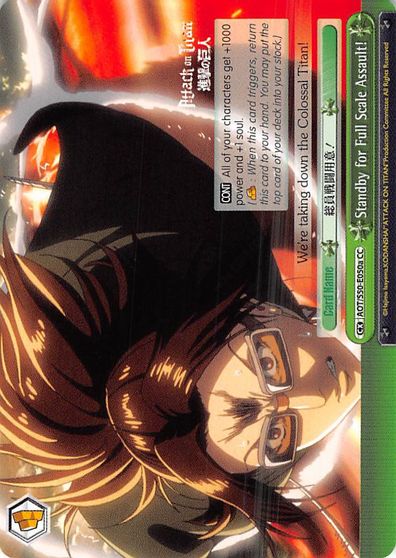 Attack on Titan
進撃の巨人
CONT All of your characters get +1000
power and +1 soul.
( : When this card triggers, return
this card to your hand. You may put the
top card of your deck into your stock.)
We're taking down the Colossal Titan!
総員戦闘用意!
Card Name
Standby for Full Scale Assault!
CX AOT/S50-E050a CC
©Hajime Isayama,KODANSHA/"ATTACK ON TITAN"Production Committee. All Rights Reserved.